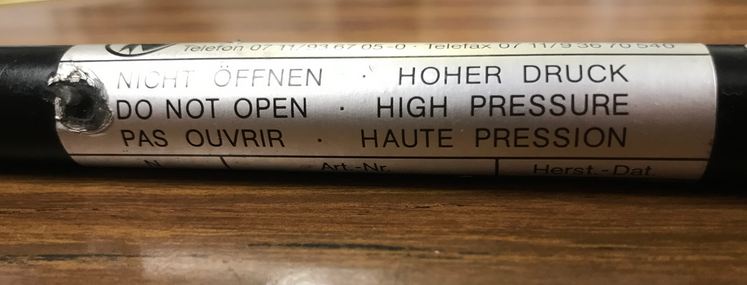 Telefon 07 11/93 67 05-0 · Telefax 07 11/9 36 70 540
NICHT ÖFFNEN · HOHER DRUCK
DO NOT OPEN · HIGH PRESSURE
PAS OUVRIR · HAUTE PRESSION
Art.-Nr. Herst.-Dat.